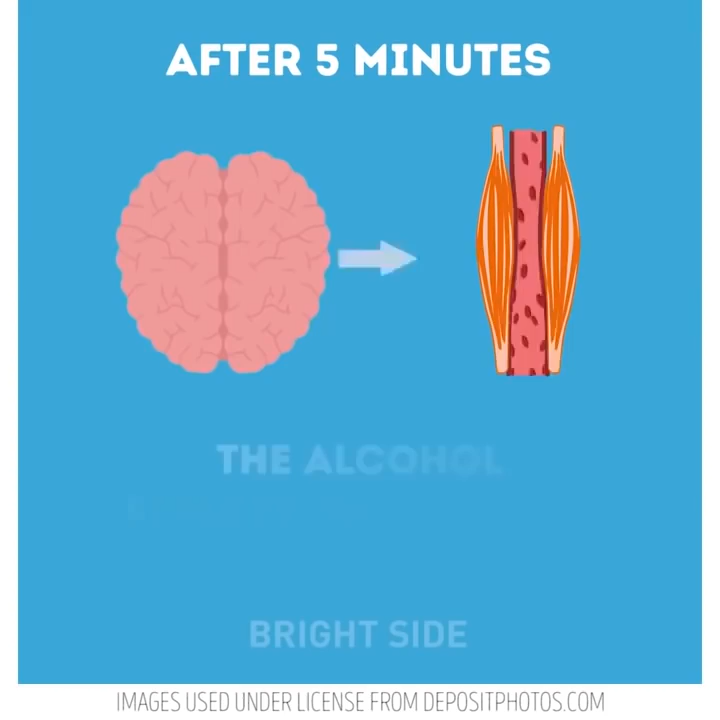 AFTER 5 MINUTES
THE ALCOHOL
BRIGHT SIDE
IMAGES USED UNDER LICENSE FROM DEPOSITPHOTOS.COM